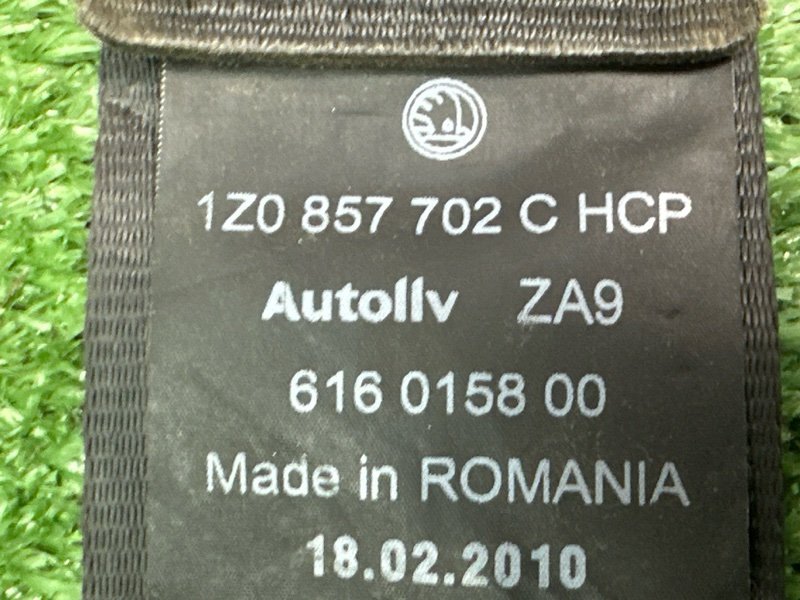 1Z0 857 702 C HCP
Autoliv ZA9
616 0158 00
Made in ROMANIA
18.02.2010